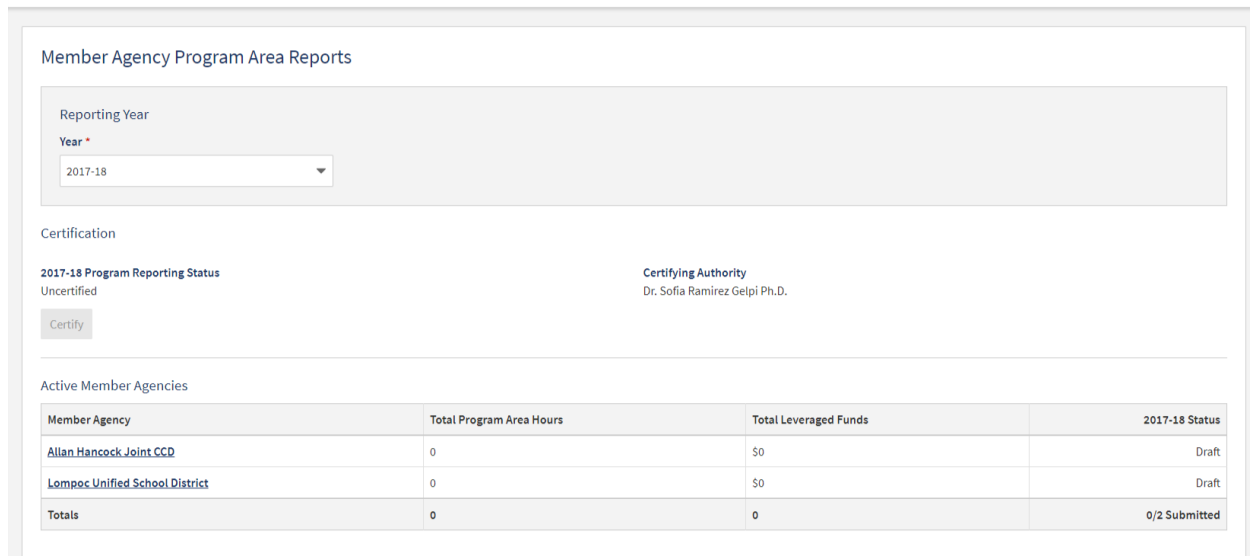 Member Agency Program Area Reports
Reporting Year
Year *
2017-18
Certification
2017-18 Program Reporting Status
Certifying Authority
Uncertified
Dr. Sofia Ramirez Gelpi Ph.D.
Certify
Active Member Agencies
Member Agency Total Program Area Hours Total Leveraged Funds 2017-18 Status
Allan Hancock Joint CCD 0 $0 Draft
Lompoc Unified School District 0 $0 Draft
Totals 0 0 0/2 Submitted